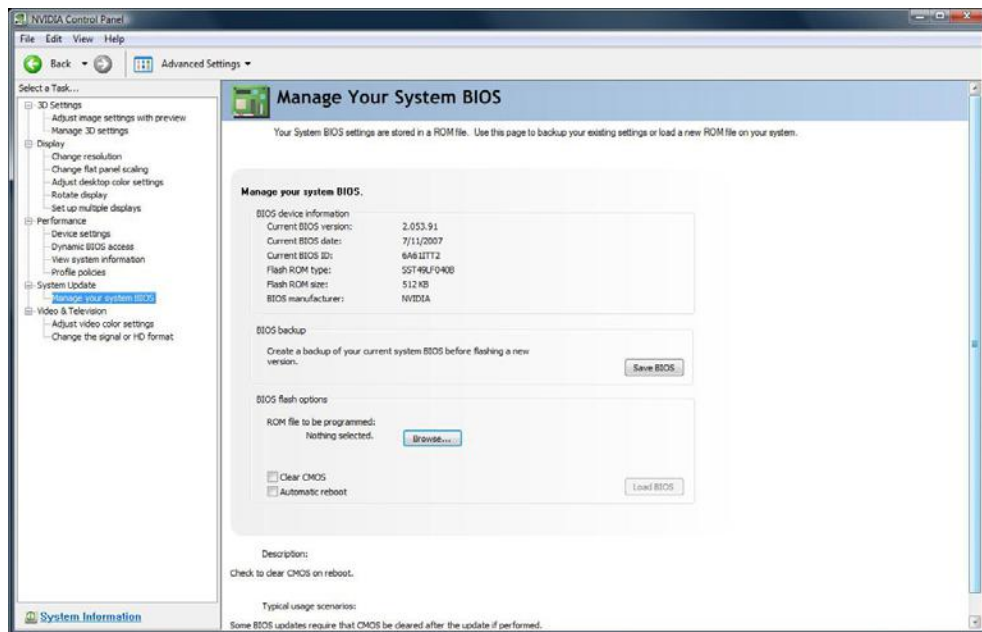 NVIDIA Control Panel
File Edit View Help
Back Advanced Settings
Select a Task...
3D Settings
Adjust image settings with preview
Manage 3D settings
Display
Change resolution
Change flat panel scaling
Adjust desktop color settings
Rotate display
Set up multiple displays
Performance
Device settings
Dynamic BIOS access
View system information
Profile policies
System Update
Manage your system BIOS
Video & Television
Adjust video color settings
Change the signal or HD format
System Information
Manage Your System BIOS
Your System BIOS settings are stored in a ROM file. Use this page to backup your existing settings or load a new ROM file on your system.
Manage your system BIOS.
BIOS device information
Current BIOS version: 2.053.91
Current BIOS date: 7/11/2007
Current BIOS ID: 6A61ITT2
Flash ROM type: SST49LF040B
Flash ROM size: 512 KB
BIOS manufacturer: NVIDIA
BIOS backup
Create a backup of your current system BIOS before flashing a new
version.
Save BIOS
BIOS flash options
ROM file to be programmed:
Nothing selected.
Browse...
Clear CMOS
Automatic reboot
Load BIOS
Description:
Check to clear CMOS on reboot.
Typical usage scenarios:
Some BIOS updates require that CMOS be cleared after the update if performed.